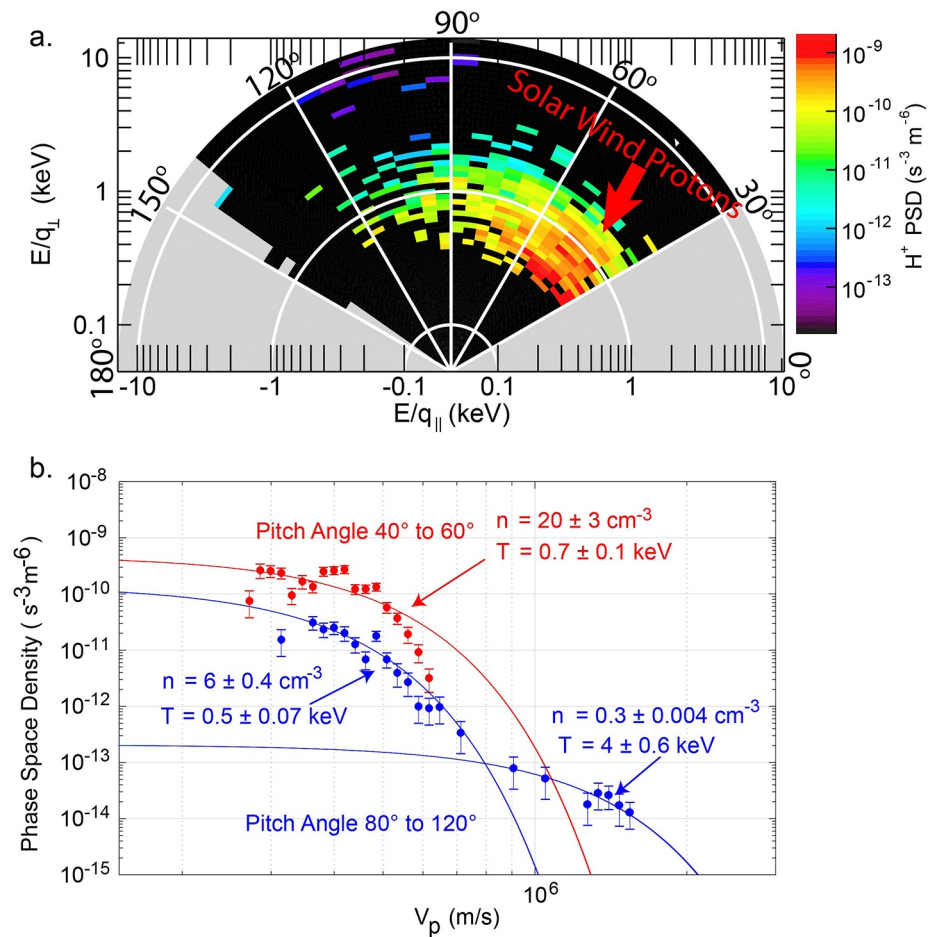 a.
90°
120°
60°
150°
30°
180°
0°
Solar Wind Protons
10
1
0.1
E/q⊥ (keV)
-10
-1
-0.1
0.1
1
10
E/q|| (keV)
10⁻⁹
10⁻¹⁰
10⁻¹¹
10⁻¹²
10⁻¹³
H⁺ PSD (s⁻³ m⁻⁶)
b.
10⁻⁸
10⁻⁹
10⁻¹⁰
10⁻¹¹
10⁻¹²
10⁻¹³
10⁻¹⁴
10⁻¹⁵
Phase Space Density ( s⁻³m⁻⁶)
Pitch Angle 40° to 60°
n = 20 ± 3 cm⁻³
T = 0.7 ± 0.1 keV
n = 6 ± 0.4 cm⁻³
T = 0.5 ± 0.07 keV
n = 0.3 ± 0.004 cm⁻³
T = 4 ± 0.6 keV
Pitch Angle 80° to 120°
10⁶
Vp (m/s)